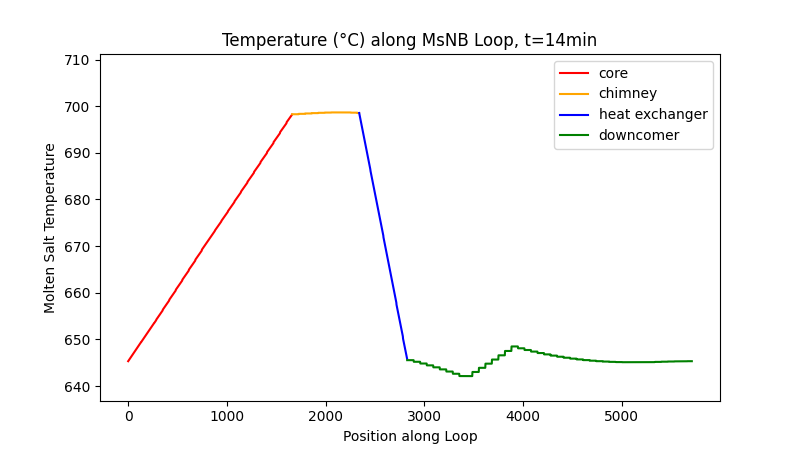 Temperature (°C) along MsNB Loop, t=14min
710
700
690
680
670
660
650
640
Molten Salt Temperature
core
chimney
heat exchanger
downcomer
0 1000 2000 3000 4000 5000
Position along Loop